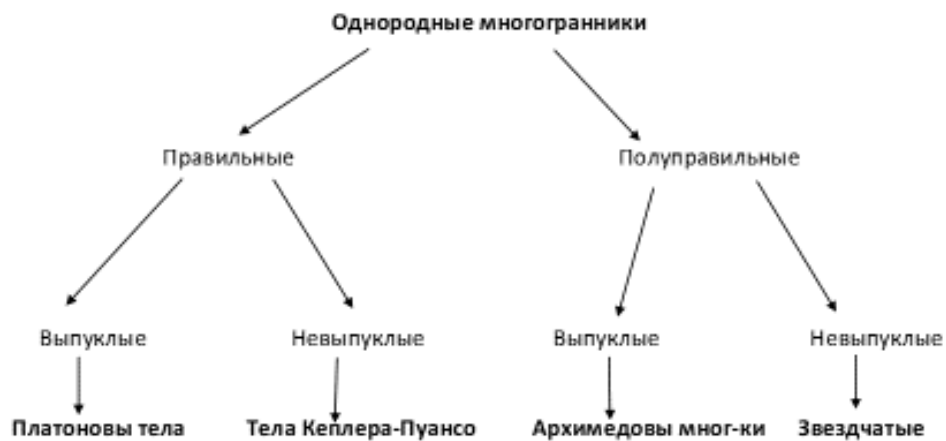 Однородные многогранники
Правильные Полуправильные
Выпуклые Невыпуклые Выпуклые Невыпуклые
Платоновы тела Тела Кеплера-Пуансо Архимедовы мног-ки Звездчатые